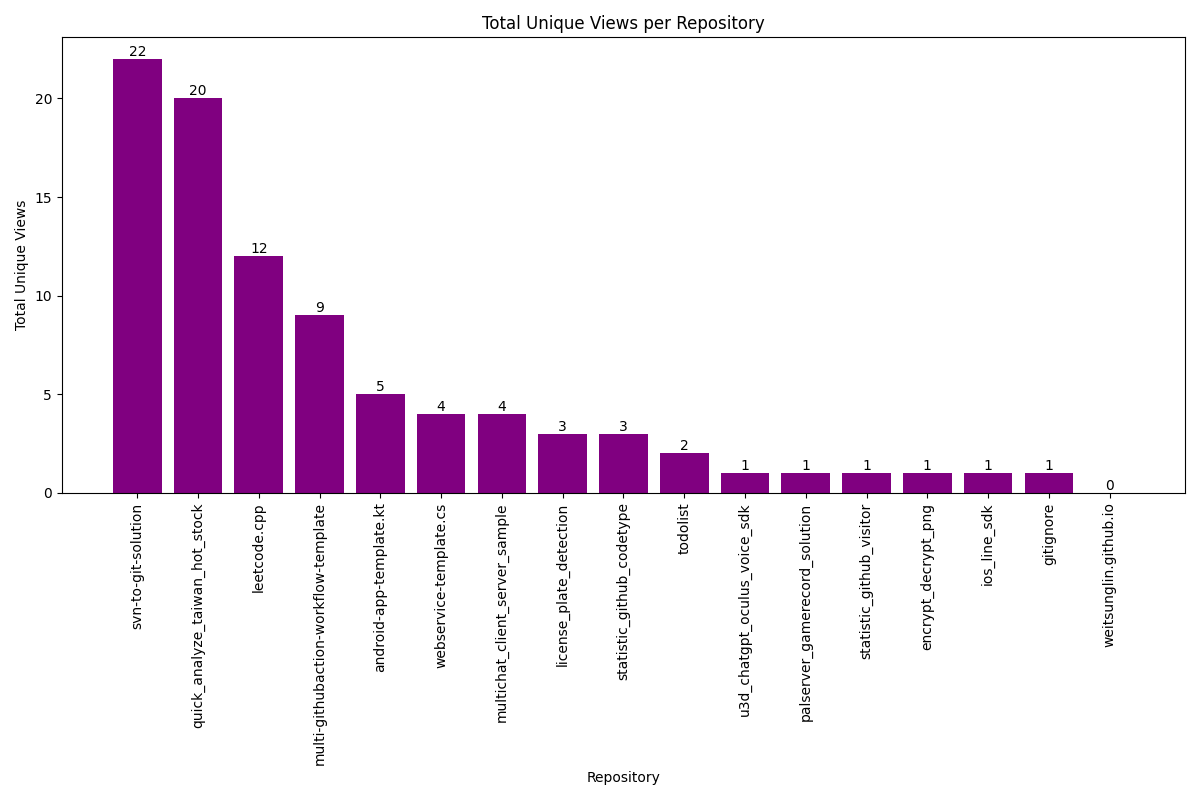 Total Unique Views per Repository
Total Unique Views
20
15
10
5
0
22
20
12
9
5
4
4
3
3
2
1
1
1
1
1
1
0
svn-to-git-solution
quick_analyze_taiwan_hot_stock
leetcode.cpp
multi-githubaction-workflow-template
android-app-template.kt
webservice-template.cs
multichat_client_server_sample
license_plate_detection
statistic_github_codetype
todolist
u3d_chatgpt_oculus_voice_sdk
palserver_gamerecord_solution
statistic_github_visitor
encrypt_decrypt_png
ios_line_sdk
gitignore
weitsunglin.github.io
Repository